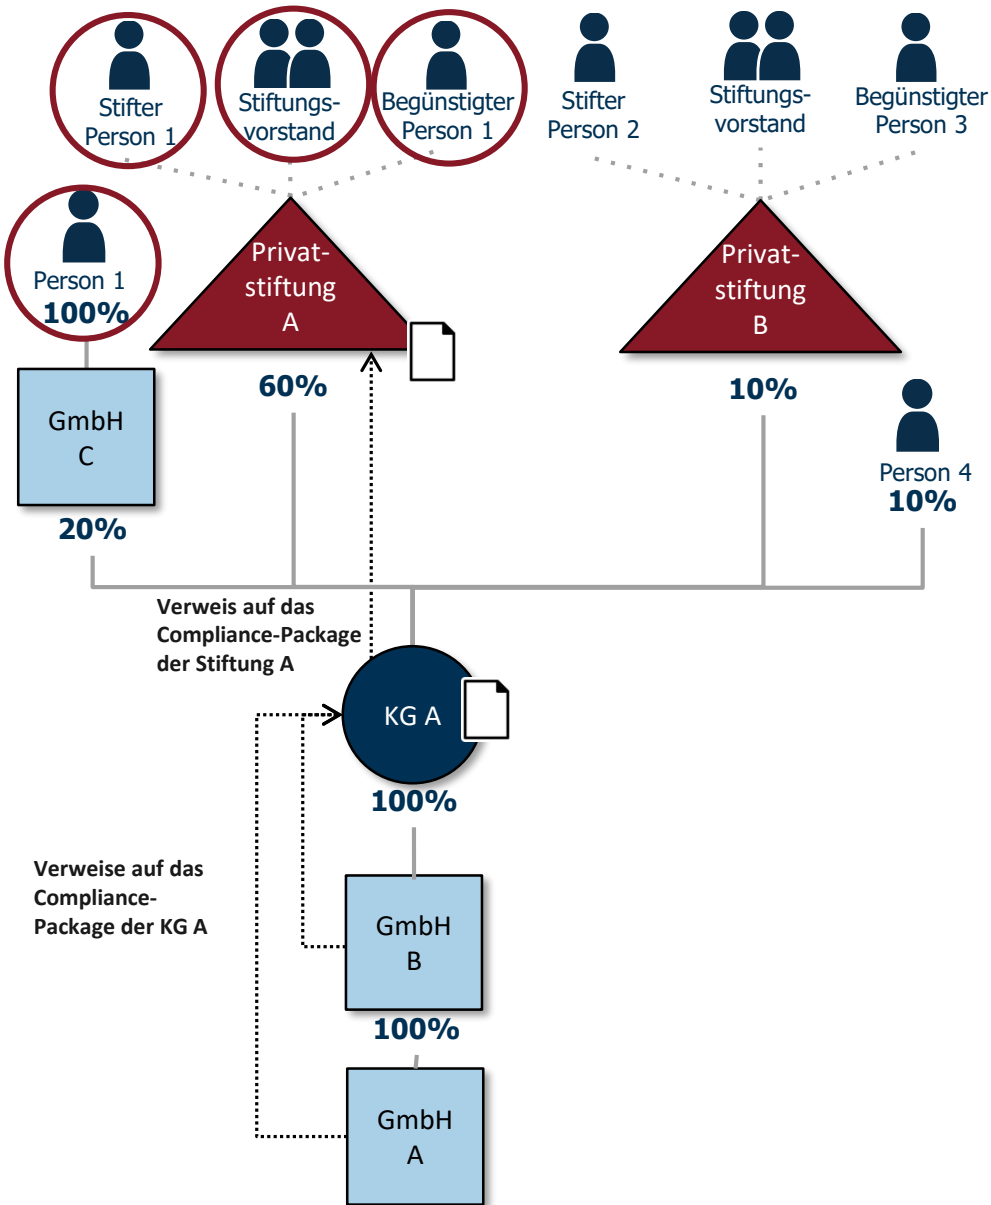 Stifter
Person 1
Stiftungs-
vorstand
Begünstigter
Person 1
Stifter
Person 2
Stiftungs-
vorstand
Begünstigter
Person 3
Person 1
100%
Privat-
stiftung
A
Privat-
stiftung
B
60%
10%
GmbH
C
Person 4
10%
20%
Verweis auf das
Compliance-Package
der Stiftung A
KG A
100%
Verweise auf das
Compliance-
Package der KG A
GmbH
B
100%
GmbH
A